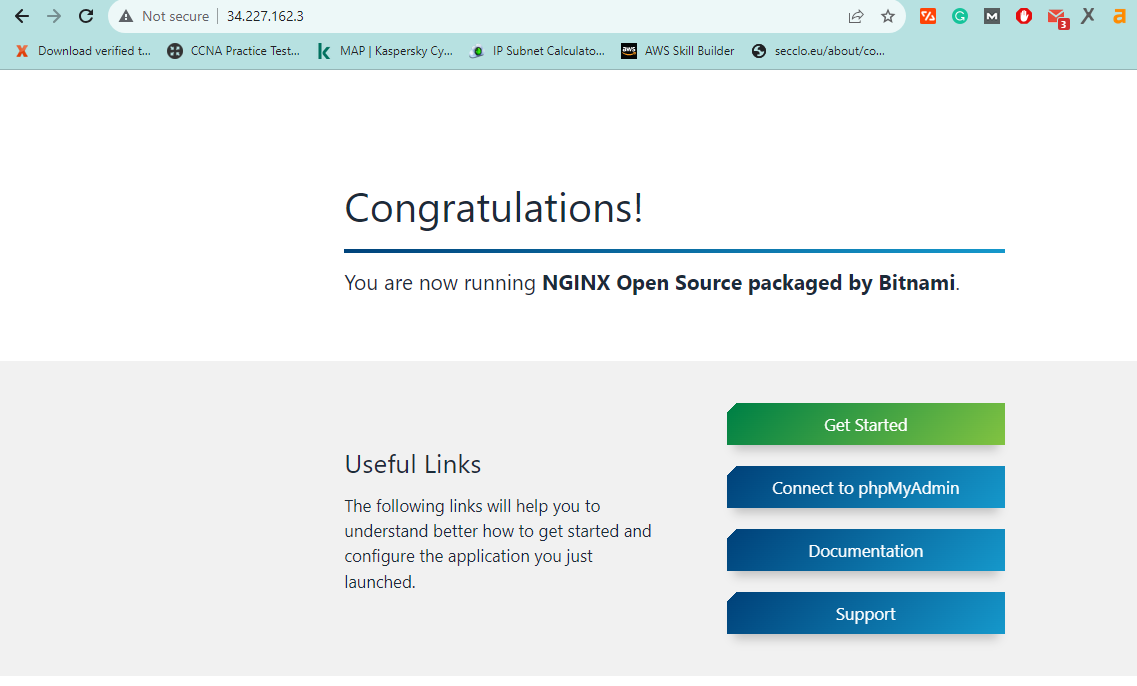 Not secure | 34.227.162.3
3
Download verified t... CCNA Practice Test... MAP | Kaspersky Cy... IP Subnet Calculato... aws AWS Skill Builder secclo.eu/about/co...
Congratulations!
You are now running NGINX Open Source packaged by Bitnami.
Useful Links
The following links will help you to
understand better how to get started and
configure the application you just
launched.
Get Started
Connect to phpMyAdmin
Documentation
Support